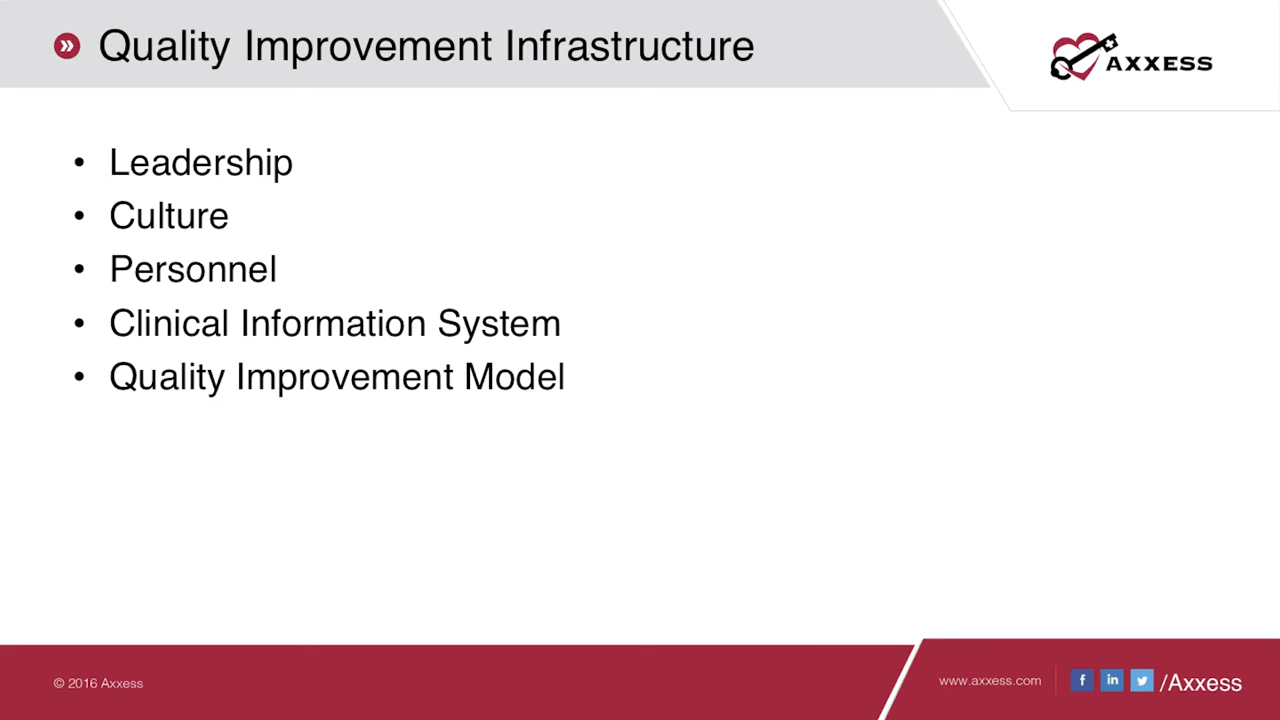 Quality Improvement Infrastructure
AXXESS
• Leadership
• Culture
• Personnel
• Clinical Information System
• Quality Improvement Model
© 2016 Axxess
www.axxess.com
f in /Axxess